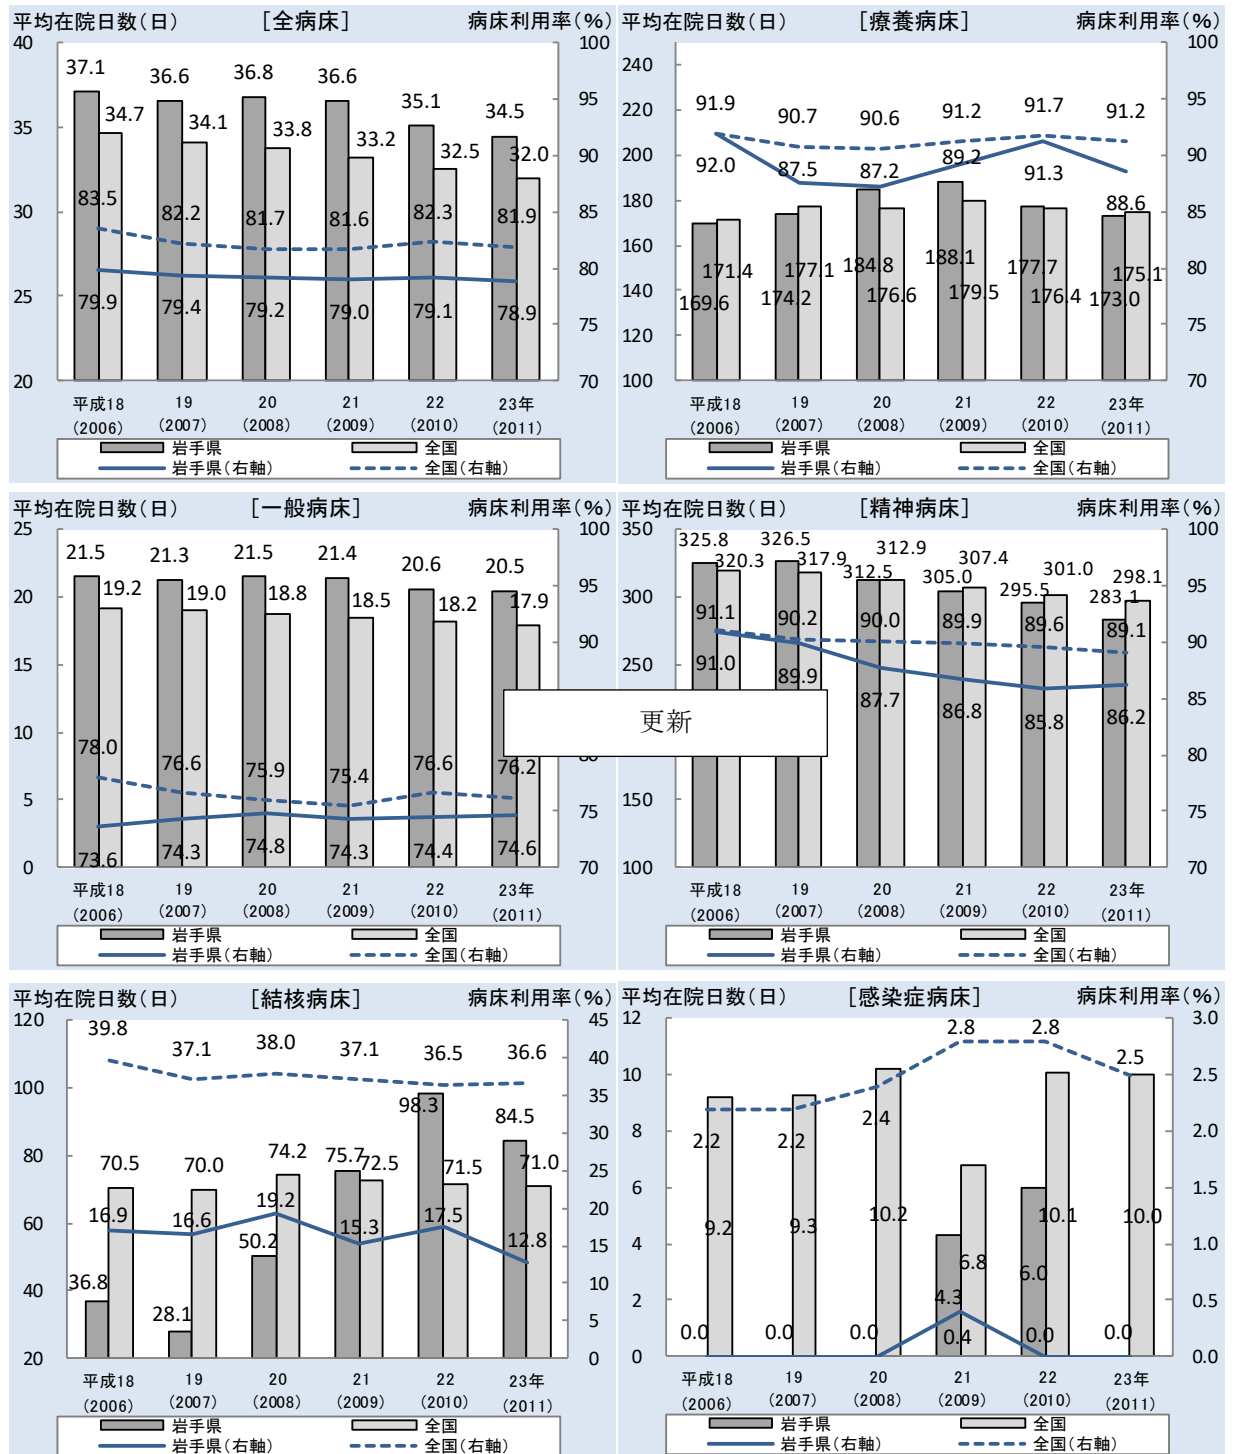 平均在院日数(日) [全病床] 病床利用率(%)
40 100
37.1 36.6 36.8 36.6 35.1 34.5
34.7 34.1 33.8 33.2 32.5 32.0
35 95
90
83.5 82.2 81.7 81.6 82.3 81.9
30 85
80
79.9 79.4 79.2 79.0 79.1 78.9
25 75
20 70
平成18 19 20 21 22 23年
(2006) (2007) (2008) (2009) (2010) (2011)
岩手県 全国
岩手県(右軸) 全国(右軸)
平均在院日数(日) [療養病床] 病床利用率(%)
240 100
220 95
91.9 90.7 90.6 91.2 91.7 91.2
200 90
92.0 87.5 87.2 89.2 91.3 88.6
180 85
160 80
171.4 177.1 184.8 188.1 177.7 175.1
169.6 174.2 176.6 179.5 176.4 173.0
140 75
120
100 70
平成18 19 20 21 22 23年
(2006) (2007) (2008) (2009) (2010) (2011)
岩手県 全国
岩手県(右軸) 全国(右軸)
平均在院日数(日) [一般病床] 病床利用率(%)
25 100
21.5 21.3 21.5 21.4 20.6 20.5
19.2 19.0 18.8 18.5 18.2 17.9
20 95
90
15
10
78.0 76.6 75.9 75.4 76.6 76.2
5 75
73.6 74.3 74.8 74.3 74.4 74.6
0 70
平成18 19 20 21 22 23年
(2006) (2007) (2008) (2009) (2010) (2011)
岩手県 全国
岩手県(右軸) 全国(右軸)
平均在院日数(日) [精神病床] 病床利用率(%)
350 100
325.8 326.5 312.5 305.0 295.5 283.1
320.3 317.9 312.9 307.4 301.0 298.1
300 95
91.1 90.2 90.0 89.9 89.6 89.1
250 90
91.0 89.9 87.7 86.8 85.8 86.2
85
80
150 75
100 70
平成18 19 20 21 22 23年
(2006) (2007) (2008) (2009) (2010) (2011)
岩手県 全国
岩手県(右軸) 全国(右軸)
更新
平均在院日数(日) [結核病床] 病床利用率(%)
120 45
39.8 37.1 38.0 37.1 36.5 36.6
100 40
35
98.3 84.5
80 30
75.7
70.5 70.0 74.2 72.5 71.5 71.0
25
60 20
16.9 16.6 19.2 15.3 17.5 12.8
50.2
15
40 10
36.8 28.1
5
20 0
平成18 19 20 21 22 23年
(2006) (2007) (2008) (2009) (2010) (2011)
岩手県 全国
岩手県(右軸) 全国(右軸)
平均在院日数(日) [感染症病床] 病床利用率(%)
12 3.0
2.8 2.8 2.5
10 2.5
2.2 2.2 2.4
8 2.0
6 1.5
9.2 9.3 10.2 6.8 10.1 10.0
4 1.0
4.3 6.0
2 0.5
0.0 0.0 0.0 0.4 0.0 0.0
0 0.0
平成18 19 20 21 22 23年
(2006) (2007) (2008) (2009) (2010) (2011)
岩手県 全国
岩手県(右軸) 全国(右軸)